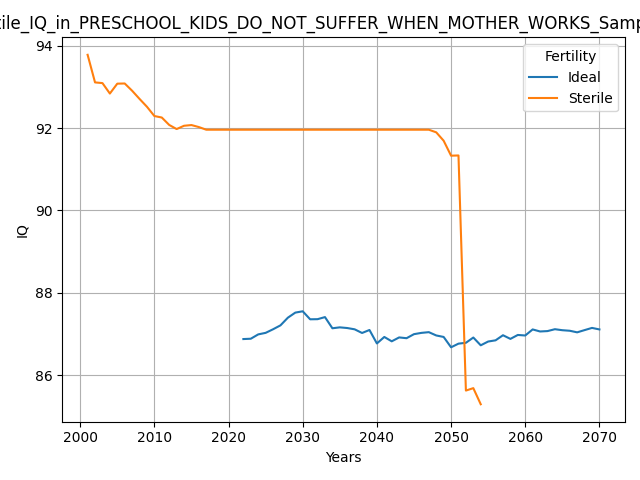 tile_IQ_in_PRESCHOOL_KIDS_DO_NOT_SUFFER_WHEN_MOTHER_WORKS_Samp
94
92
90
88
86
IQ
2000 2010 2020 2030 2040 2050 2060 2070
Years
Fertility
Ideal
Sterile